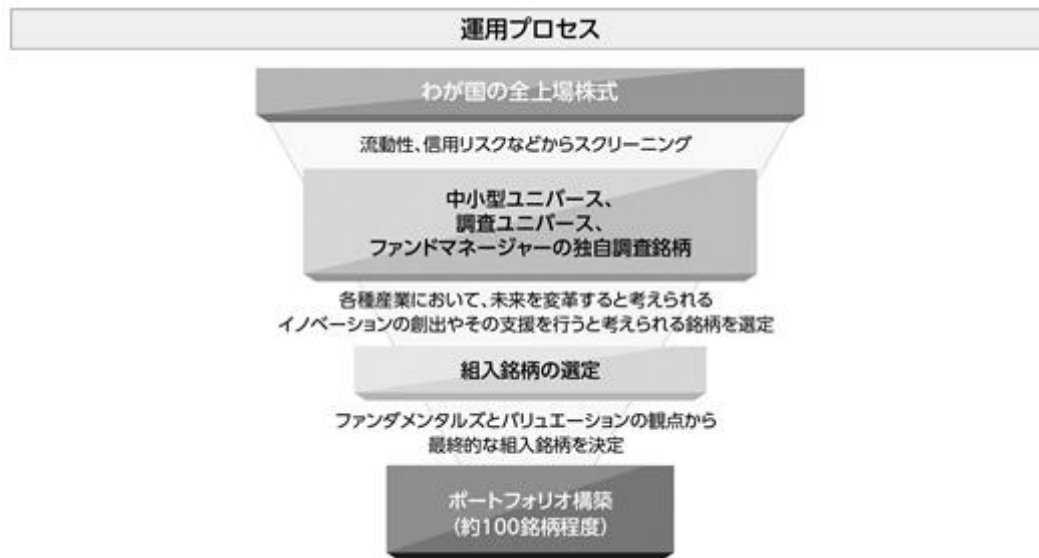 運用プロセス
わが国の全上場株式
流動性、信用リスクなどからスクリーニング
中小型ユニバース、
調査ユニバース、
ファンドマネージャーの独自調査銘柄
各種産業において、未来を変革すると考えられる
イノベーションの創出やその支援を行うと考えられる銘柄を選定
組入銘柄の選定
ファンダメンタルズとバリュエーションの観点から
最終的な組入銘柄を決定
ポートフォリオ構築
(約100銘柄程度)